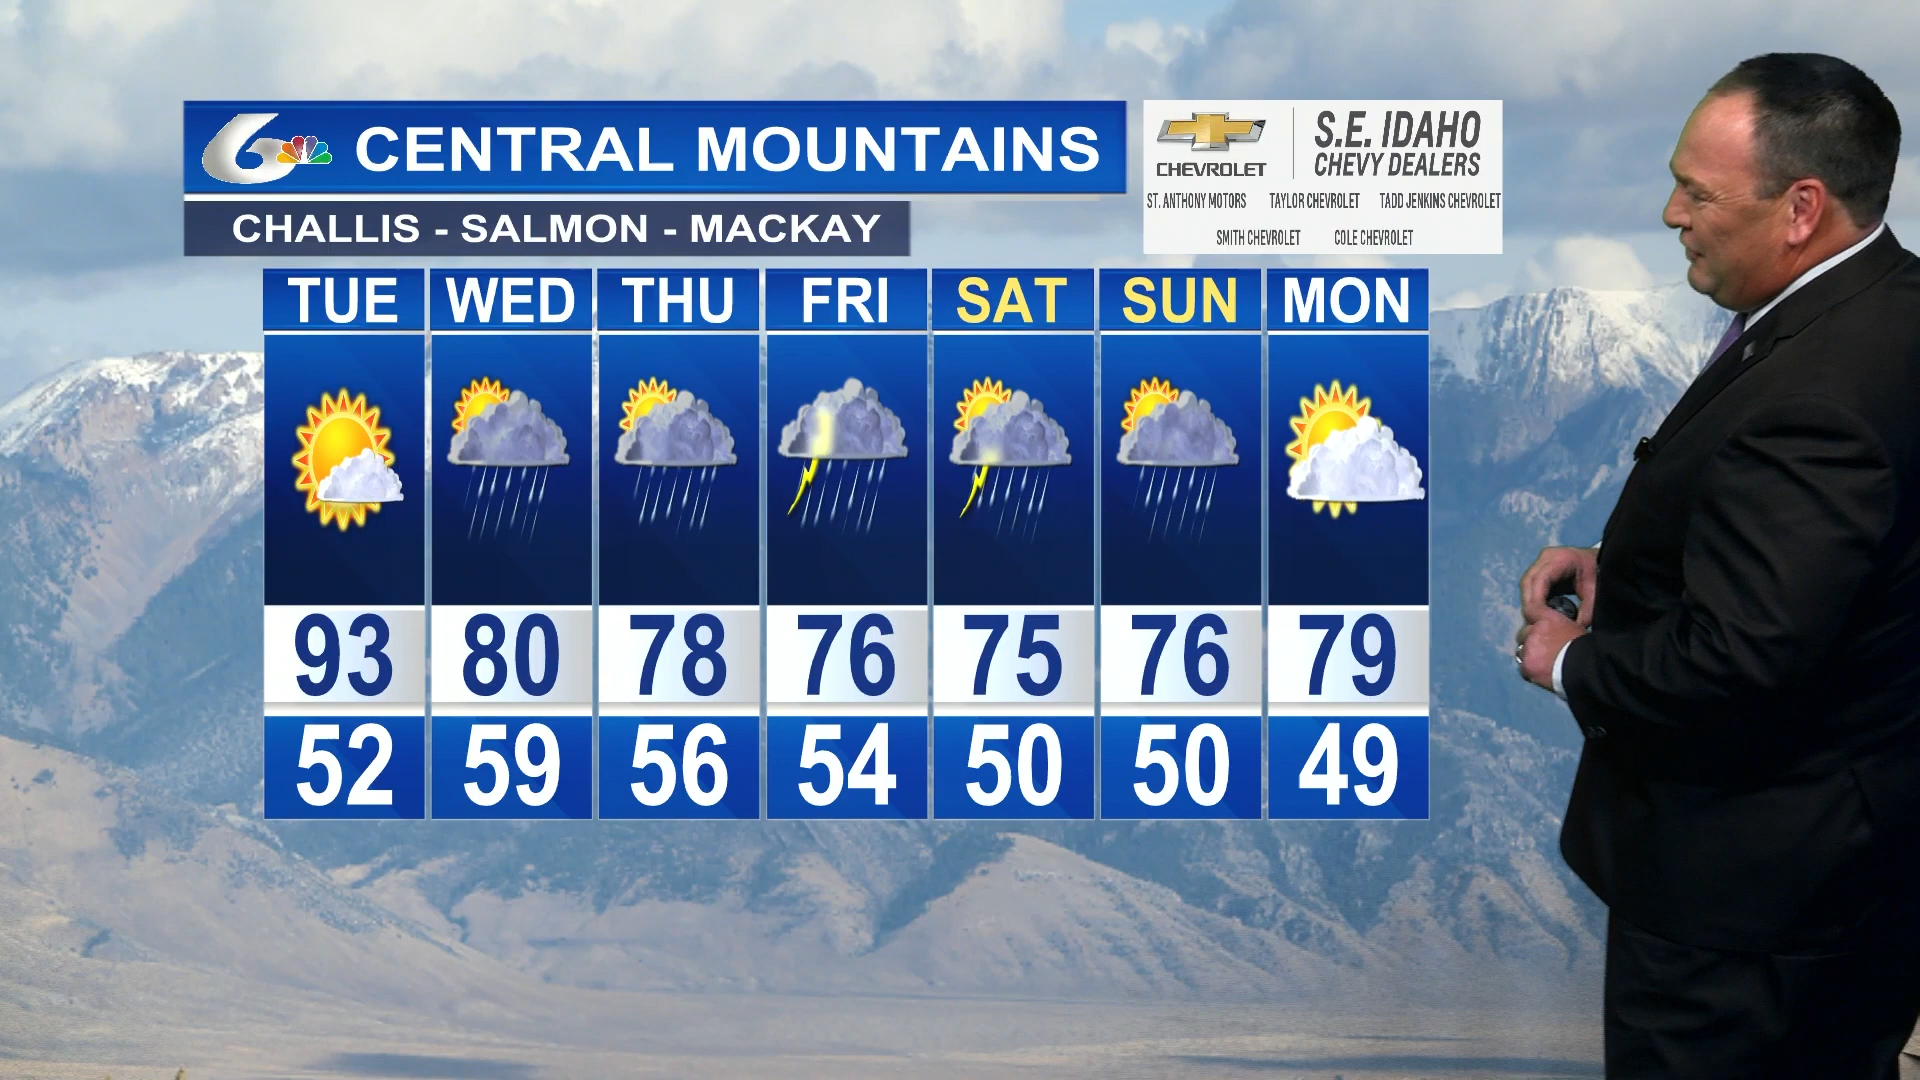 6 CENTRAL MOUNTAINS
CHALLIS - SALMON - MACKAY
CHEVROLET
S.E. IDAHO
CHEVY DEALERS
ST. ANTHONY MOTORS TAYLOR CHEVROLET TADD JENKINS CHEVROLET
SMITH CHEVROLET COLE CHEVROLET
TUE WED THU FRI SAT SUN MON
93 80 78 76 75 76 79
52 59 56 54 50 50 49